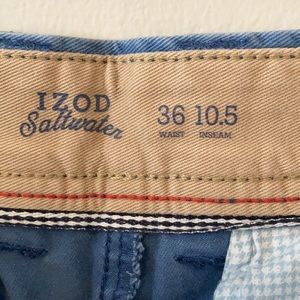 IZOD
Saltwater
36 10.5
WAIST INSEAM